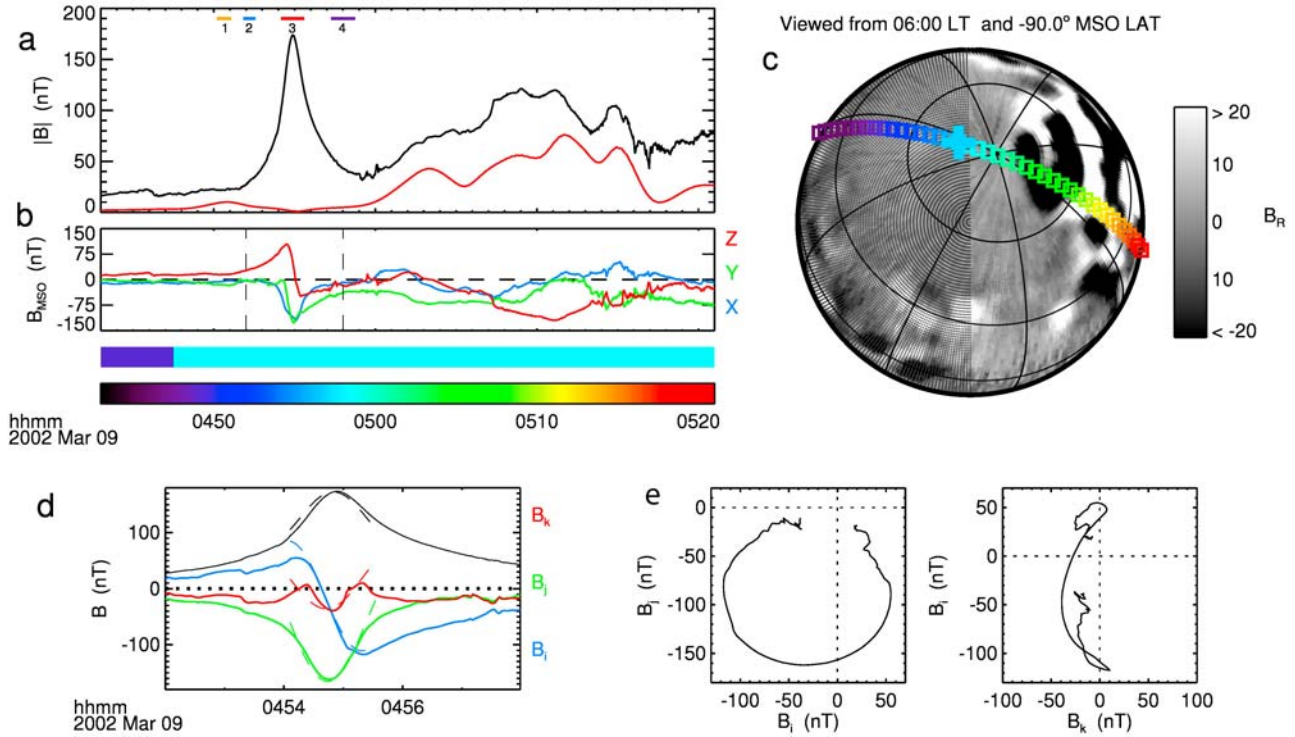 a
|B| (nT)
200
150
100
50
0
1 2 3 4
b
B_MSO (nT)
150
75
0
-75
-150
Z
Y
X
hhmm
2002 Mar 09
0450 0500 0510 0520
Viewed from 06:00 LT and -90.0° MSO LAT
c
> 20
10
0
10
< -20
B_R
d
B (nT)
100
0
-100
B_k
B_j
B_i
hhmm
2002 Mar 09
0454 0456
e
B_j (nT)
0
-50
-100
-150
-100 -50 0 50
B_i (nT)
B_i (nT)
50
0
-50
-100
-100 -50 0 50 100
B_k (nT)